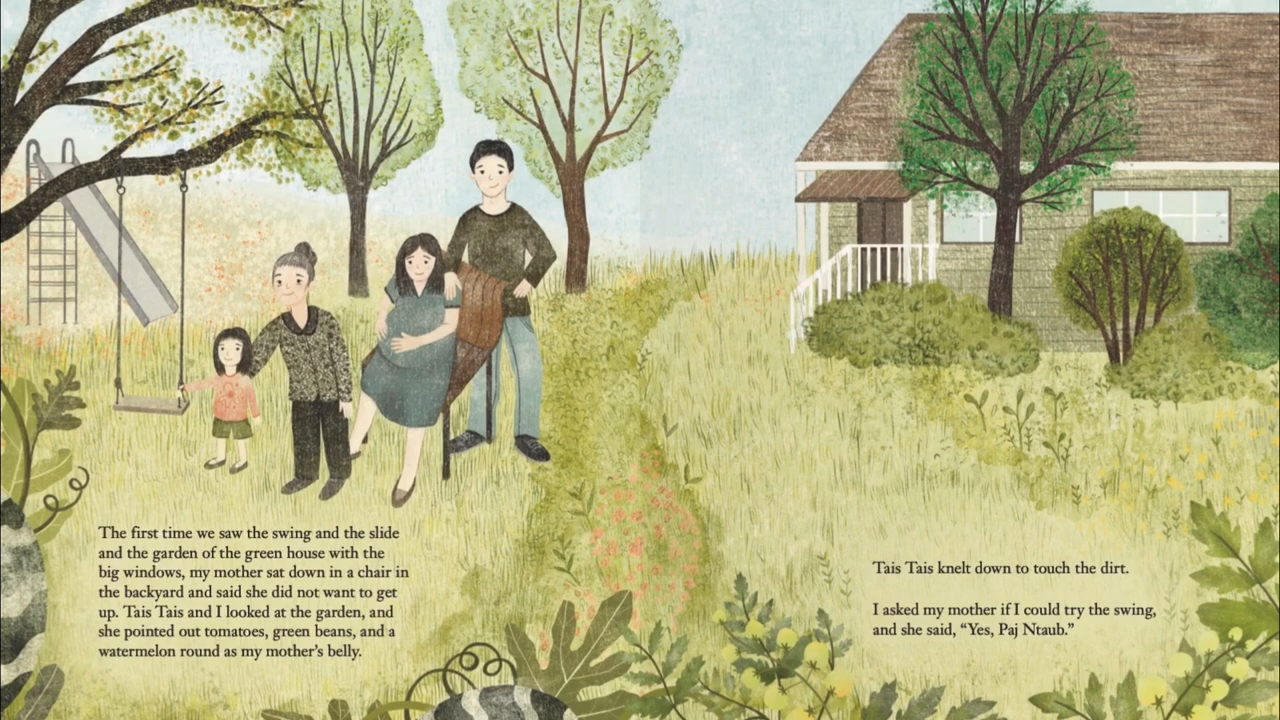 The first time we saw the swing and the slide
and the garden of the green house with the
big windows, my mother sat down in a chair in
the backyard and said she did not want to get
up. Tais Tais and I looked at the garden, and
she pointed out tomatoes, green beans, and a
watermelon round as my mother’s belly.
Tais Tais knelt down to touch the dirt.
I asked my mother if I could try the swing,
and she said, “Yes, Paj Ntaub.”